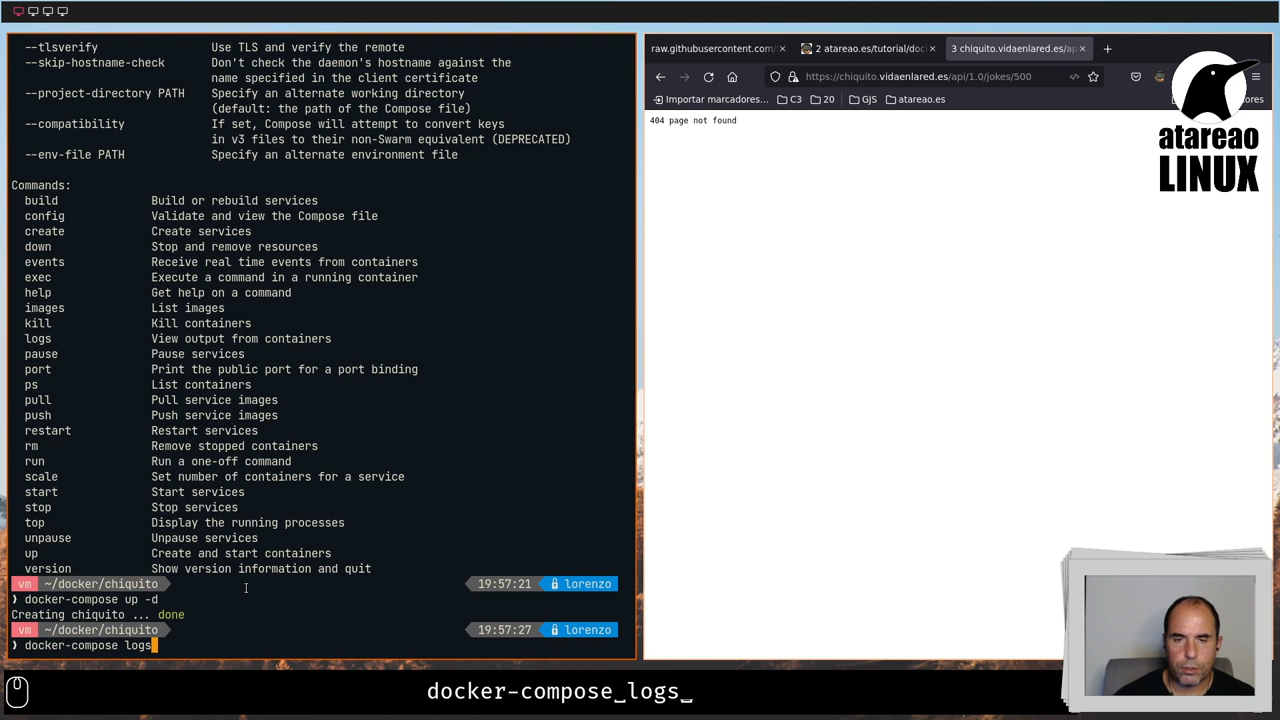 --tlsverify Use TLS and verify the remote
--skip-hostname-check Don't check the daemon's hostname against the
name specified in the client certificate
--project-directory PATH Specify an alternate working directory
(default: the path of the Compose file)
--compatibility If set, Compose will attempt to convert keys
in v3 files to their non-Swarm equivalent (DEPRECATED)
--env-file PATH Specify an alternate environment file
Commands:
build Build or rebuild services
config Validate and view the Compose file
create Create services
down Stop and remove resources
events Receive real time events from containers
exec Execute a command in a running container
help Get help on a command
images List images
kill Kill containers
logs View output from containers
pause Pause services
port Print the public port for a port binding
ps List containers
pull Pull service images
push Push service images
restart Restart services
rm Remove stopped containers
run Run a one-off command
scale Set number of containers for a service
start Start services
stop Stop services
top Display the running processes
unpause Unpause services
up Create and start containers
version Show version information and quit
vm ~/docker/chiquito 19:57:21 lorenzo
❯ docker-compose up -d
Creating chiquito ... done
vm ~/docker/chiquito 19:57:27 lorenzo
❯ docker-compose logs
raw.githubusercontent.com/ 2 atareao.es/tutorial/doc 3 chiquito.vidaenlared.es/ap
https://chiquito.vidaenlared.es/api/1.0/jokes/500
Importar marcadores... C3 20 GJS atareao.es ores
404 page not found
atareao
LINUX
docker-compose␣logs_